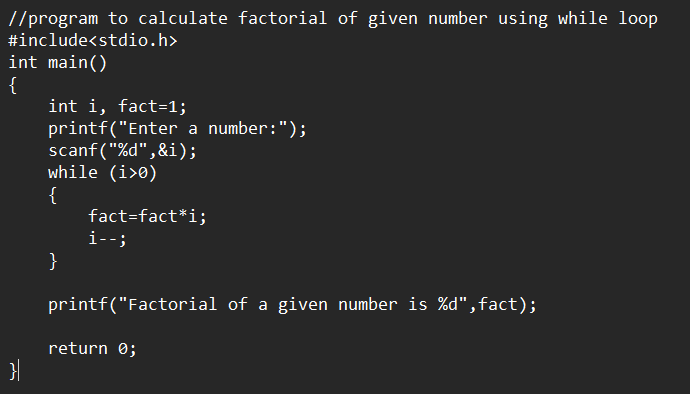 //program to calculate factorial of given number using while loop
#include<stdio.h>
int main()
{
    int i, fact=1;
    printf("Enter a number:");
    scanf("%d",&i);
    while (i>0)
    {
        fact=fact*i;
        i--;
    }

    printf("Factorial of a given number is %d",fact);

    return 0;
}